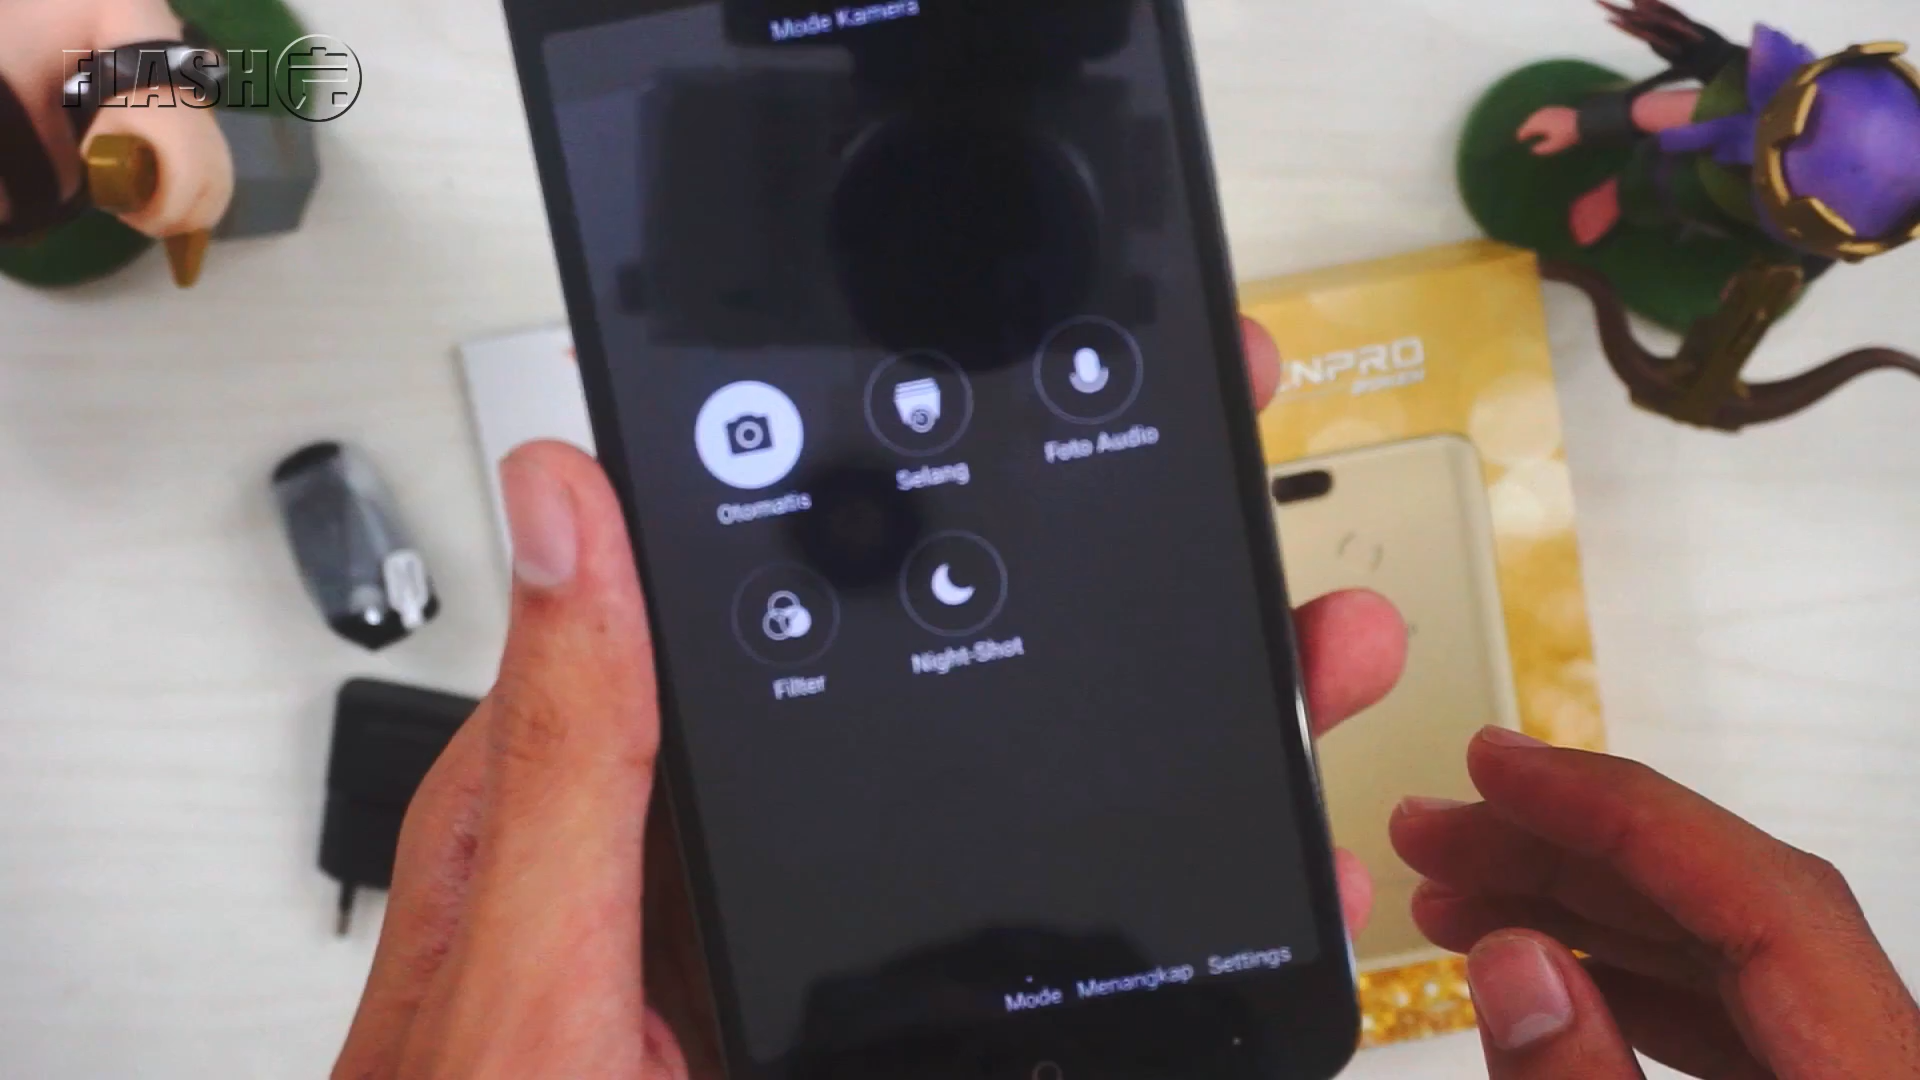 FLASH
Mode Kamera
Otomatis
Selang
Foto Audio
Filter
Night-Shot
Mode Menangkap Settings